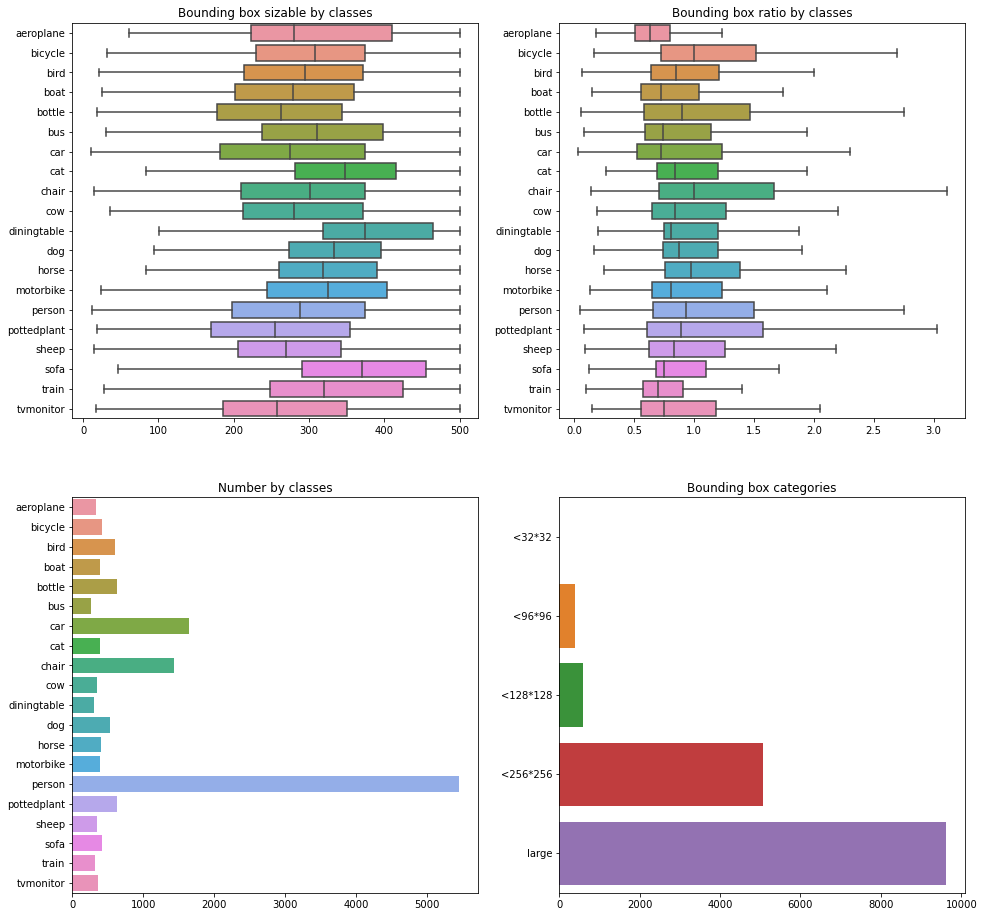 Bounding box sizable by classes
aeroplane
bicycle
bird
boat
bottle
bus
car
cat
chair
cow
diningtable
dog
horse
motorbike
person
pottedplant
sheep
sofa
train
tvmonitor
0 100 200 300 400 500
Bounding box ratio by classes
aeroplane
bicycle
bird
boat
bottle
bus
car
cat
chair
cow
diningtable
dog
horse
motorbike
person
pottedplant
sheep
sofa
train
tvmonitor
0.0 0.5 1.0 1.5 2.0 2.5 3.0
Number by classes
aeroplane
bicycle
bird
boat
bottle
bus
car
cat
chair
cow
diningtable
dog
horse
motorbike
person
pottedplant
sheep
sofa
train
tvmonitor
0 1000 2000 3000 4000 5000
Bounding box categories
<32*32
<96*96
<128*128
<256*256
large
0 2000 4000 6000 8000 10000